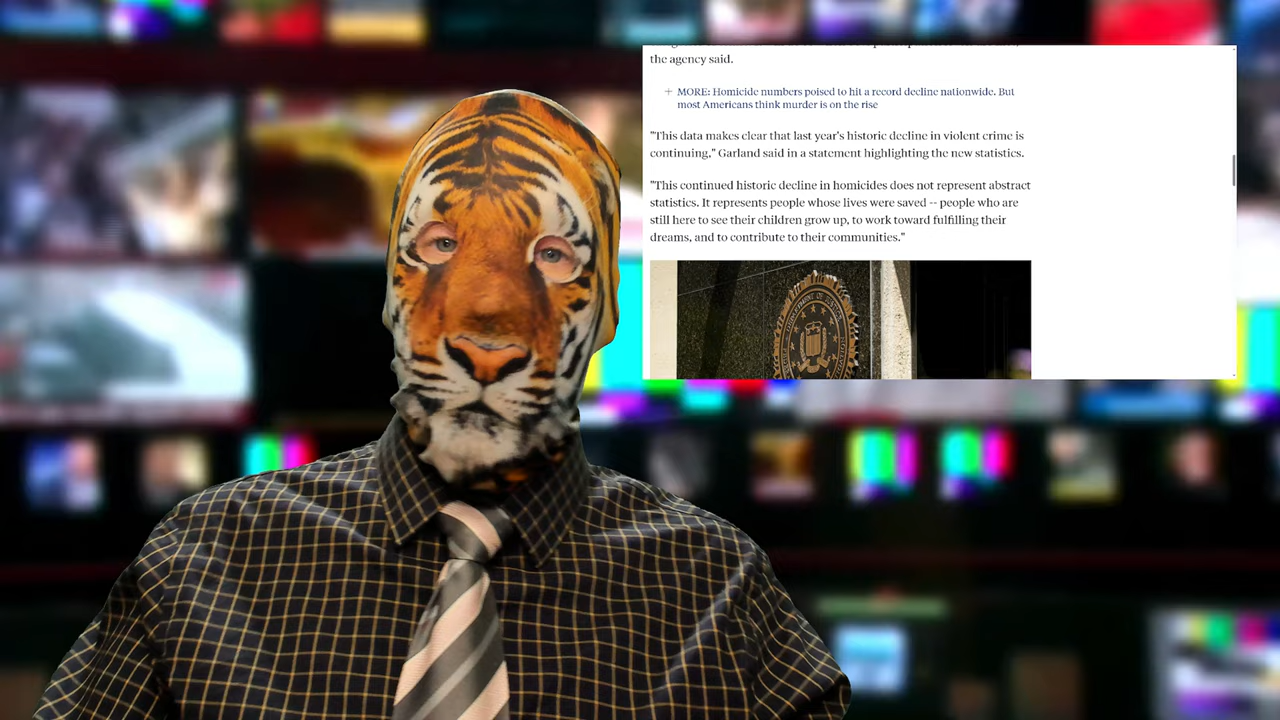 the agency said.
+ MORE: Homicide numbers poised to hit a record decline nationwide. But
most Americans think murder is on the rise
"This data makes clear that last year's historic decline in violent crime is
continuing," Garland said in a statement highlighting the new statistics.
"This continued historic decline in homicides does not represent abstract
statistics. It represents people whose lives were saved -- people who are
still here to see their children grow up, to work toward fulfilling their
dreams, and to contribute to their communities."